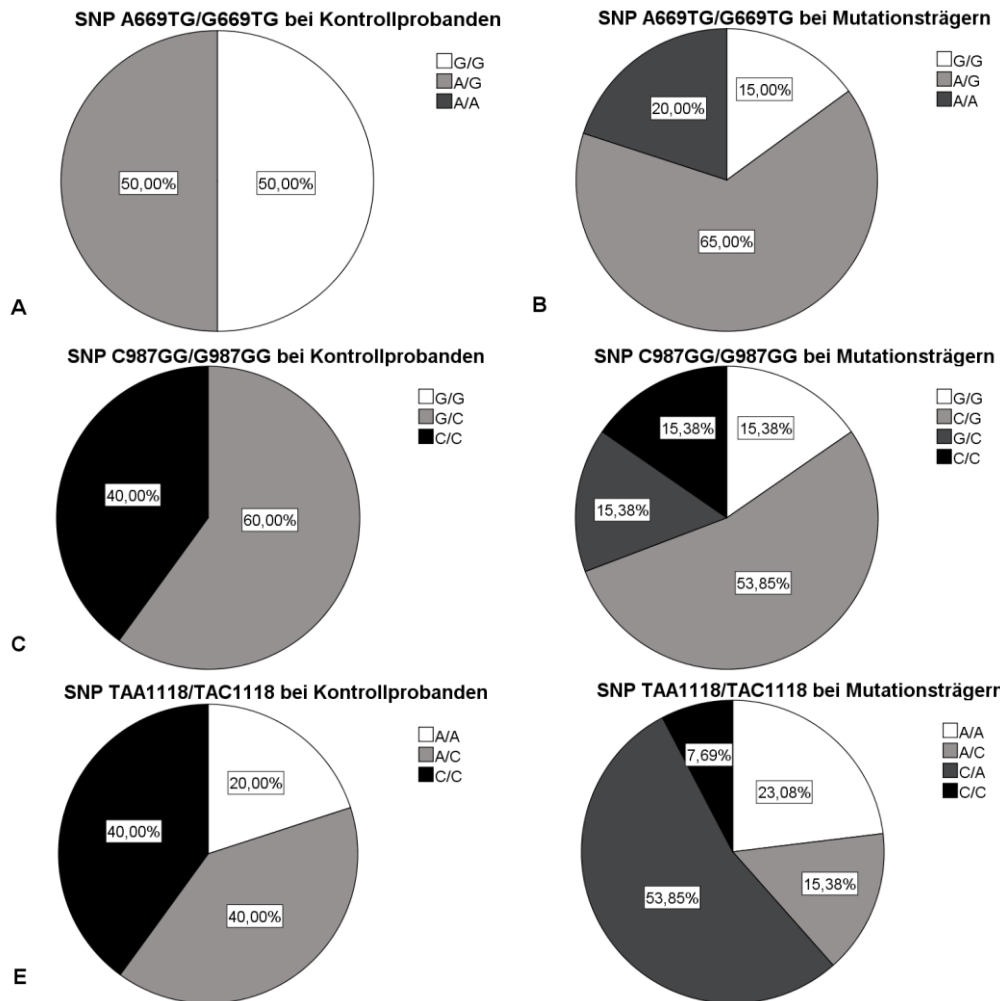 SNP A669TG/G669TG bei Kontrollprobanden
G/G
A/G
A/A
50,00%
50,00%
A
SNP A669TG/G669TG bei Mutationsträgern
G/G
A/G
A/A
20,00%
15,00%
65,00%
B
SNP C987GG/G987GG bei Kontrollprobanden
G/G
G/C
C/C
40,00%
60,00%
C
SNP C987GG/G987GG bei Mutationsträgern
G/G
C/G
G/C
C/C
15,38%
15,38%
15,38%
53,85%
SNP TAA1118/TAC1118 bei Kontrollprobanden
A/A
A/C
C/C
20,00%
40,00%
40,00%
E
SNP TAA1118/TAC1118 bei Mutationsträgern
A/A
A/C
C/A
C/C
7,69%
23,08%
15,38%
53,85%